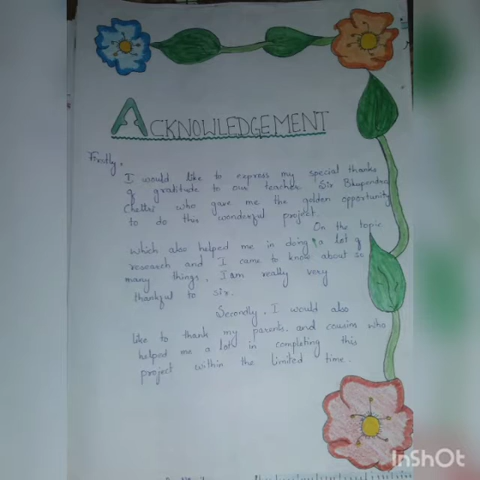 ACKNOWLEDGEMENT
Firstly,
I would like to express my special thanks
of gratitude to our teacher Sir Bhupendra
Chettri who gave me the golden opportunity
to do this wonderful project.
On the topic
which also helped me in doing a lot of
research and I came to know about so
many things. I am really very
thankful to sir.
Secondly, I would also
like to thank my parents and cousins who
helped me a lot in completing this
project within the limited time.
InShOt